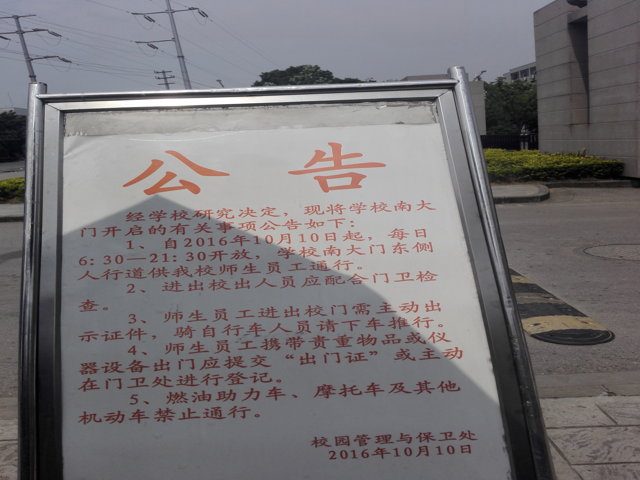 公告
经学校研究决定，现将学校南大
门开启的有关事项公告如下：
1、自2016年10月10日起，每日
6：30—21：30开放，学校南大门东侧
人行道供我校师生员工通行。
2、进出校出人员应配合门卫检
查。
3、师生员工进出校门需主动出
示证件，骑自行车人员请下车推行。
4、师生员工携带贵重物品或仪
器设备出门应提交“出门证”或主动
在门卫处进行登记。
5、燃油助力车、摩托车及其他
机动车禁止通行。
校园管理与保卫处
2016年10月10日